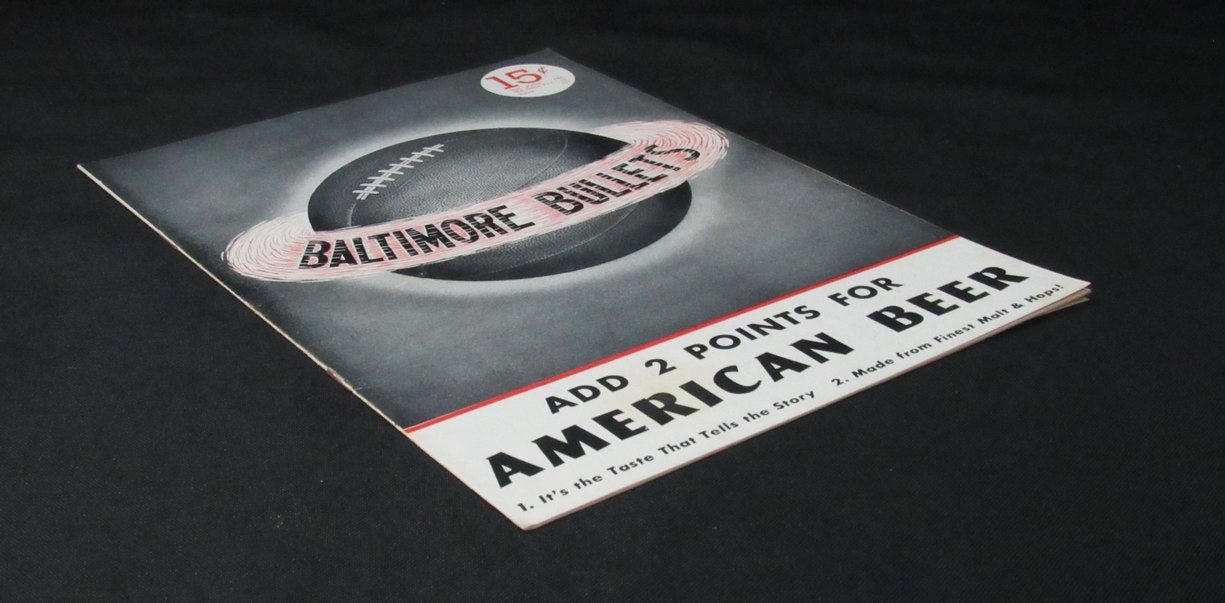 15¢
BALTIMORE BULLETS
ADD 2 POINTS FOR
AMERICAN BEER
1. It's the Taste That Tells the Story 2. Made from Finest Malt & Hops!